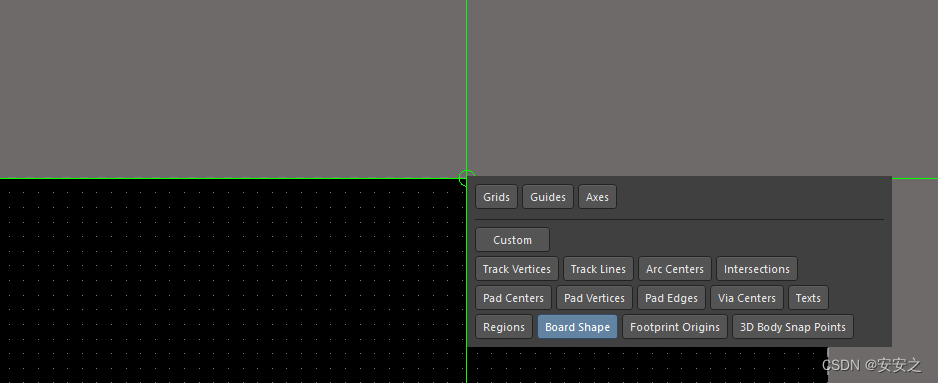 Grids Guides Axes
Custom
Track Vertices Track Lines Arc Centers Intersections
Pad Centers Pad Vertices Pad Edges Via Centers Texts
Regions Board Shape Footprint Origins 3D Body Snap Points
CSDN @安安之